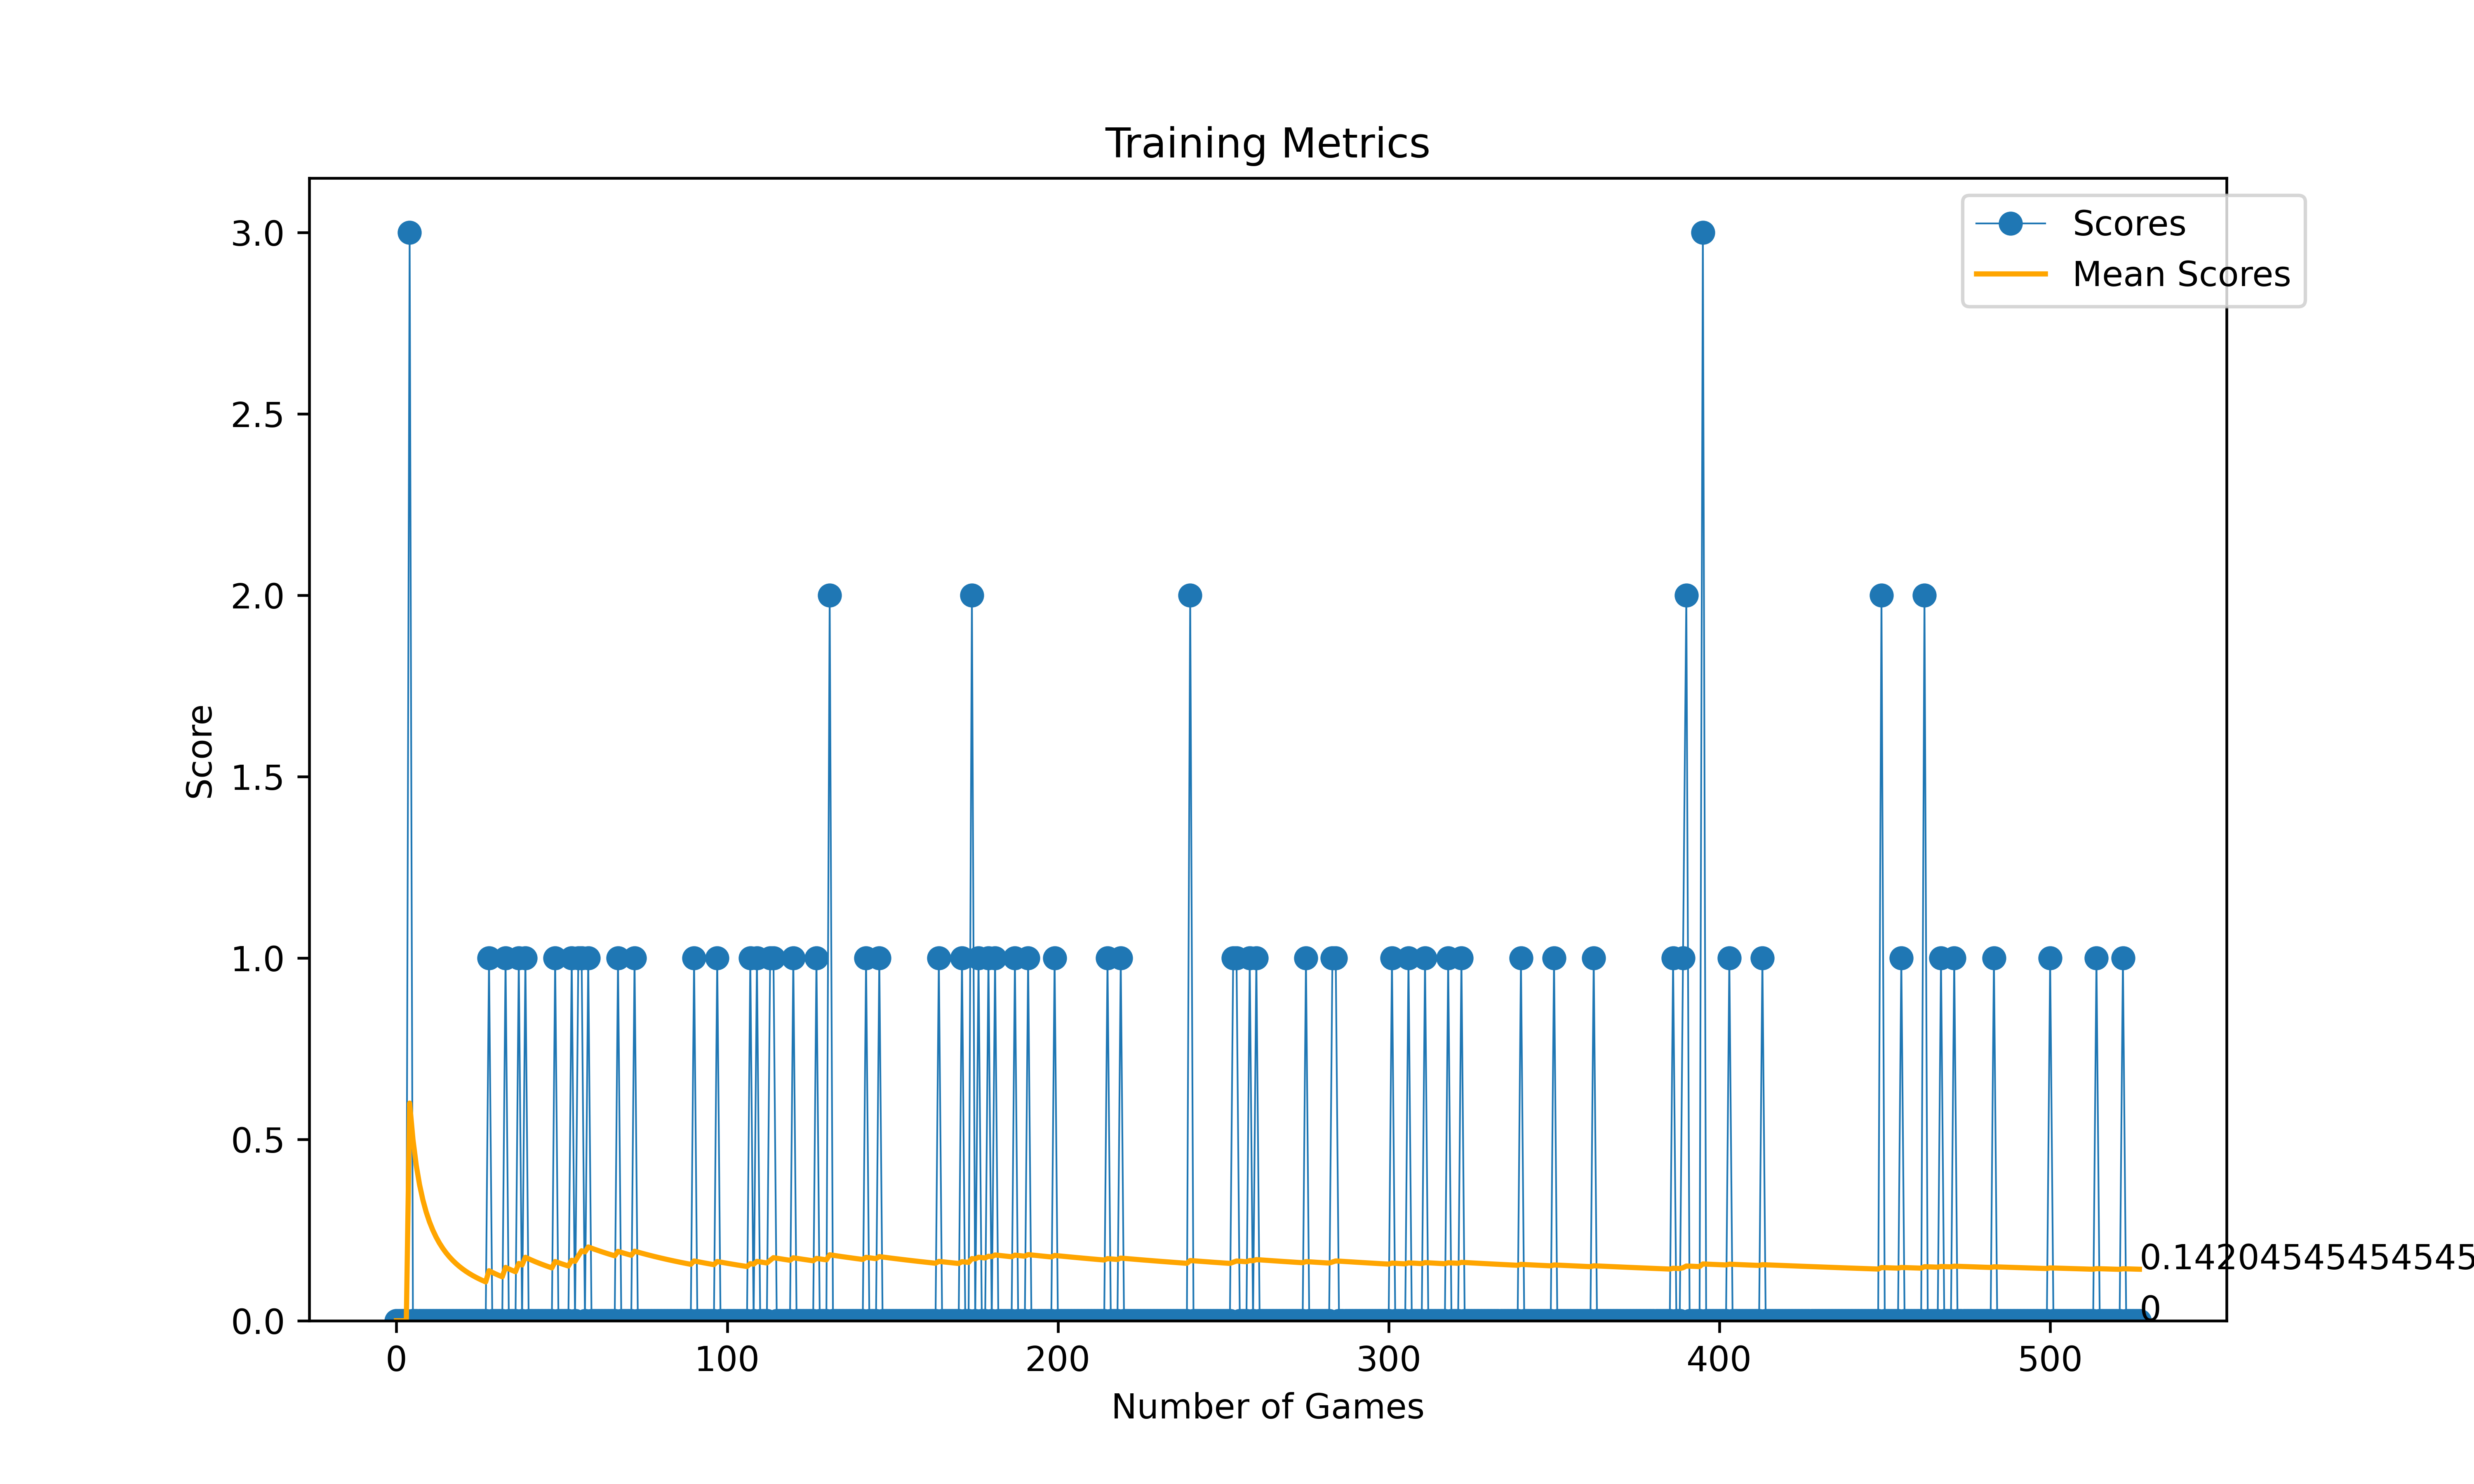 Training Metrics
Scores
Mean Scores
3.0
2.5
2.0
1.5
1.0
0.5
0.0
Score
0.14204545454545
0
0 100 200 300 400 500
Number of Games